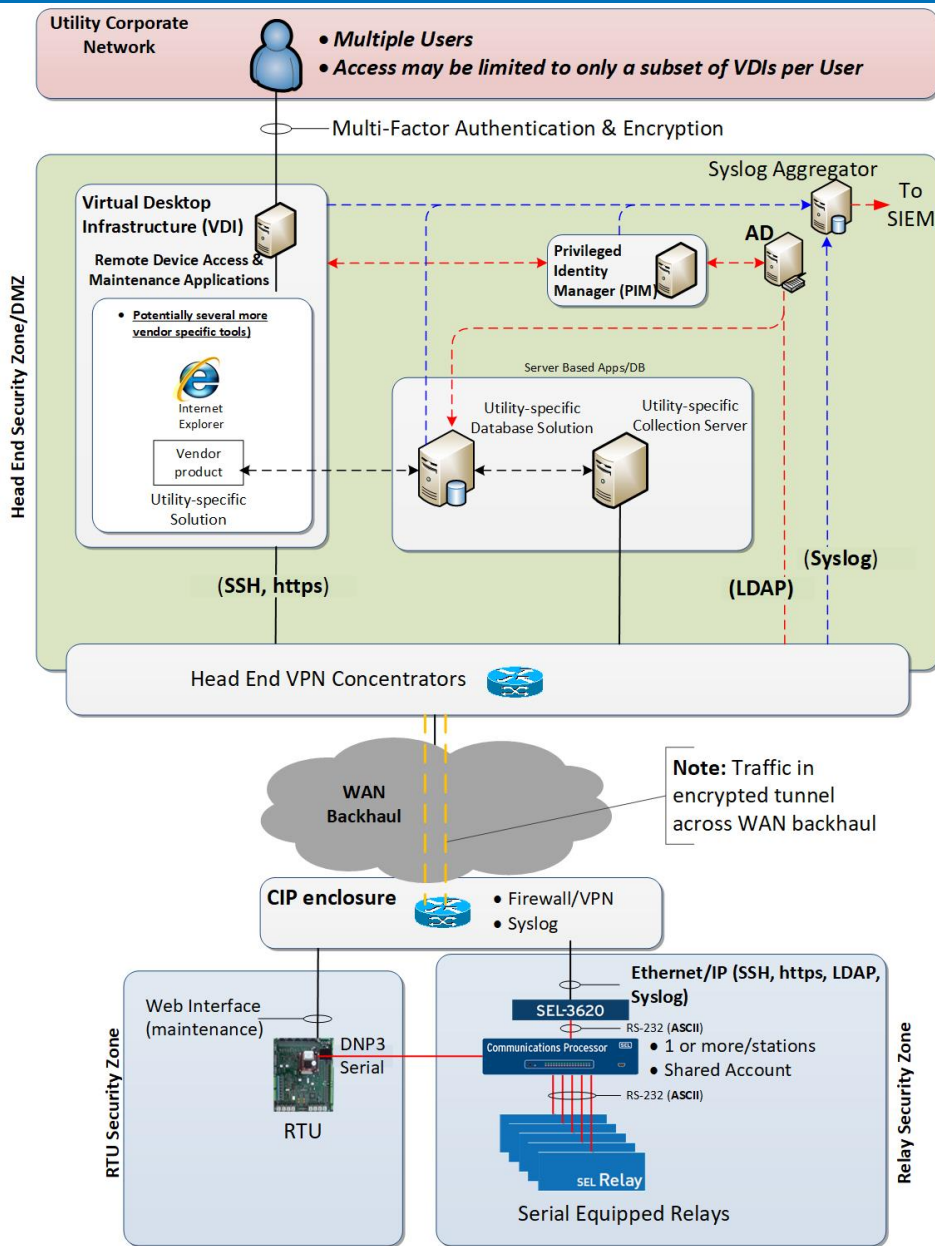 Utility Corporate
Network
• Multiple Users
• Access may be limited to only a subset of VDIs per User
Multi-Factor Authentication & Encryption
Head End Security Zone/DMZ
Virtual Desktop
Infrastructure (VDI)
Remote Device Access &
Maintenance Applications
• Potentially several more
vendor specific tools)
Internet
Explorer
Vendor
product
Utility-specific
Solution
Syslog Aggregator
To
SIEM
AD
Privileged
Identity
Manager (PIM)
Server Based Apps/DB
Utility-specific
Database Solution
Utility-specific
Collection Server
(SSH, https)
(LDAP)
(Syslog)
Head End VPN Concentrators
WAN
Backhaul
Note: Traffic in
encrypted tunnel
across WAN backhaul
CIP enclosure
• Firewall/VPN
• Syslog
RTU Security Zone
Web Interface
(maintenance)
DNP3
Serial
RTU
Relay Security Zone
Ethernet/IP (SSH, https, LDAP,
Syslog)
SEL-3620
RS-232 (ASCII)
Communications Processor
SEL
• 1 or more/stations
• Shared Account
RS-232 (ASCII)
SEL Relay
Serial Equipped Relays